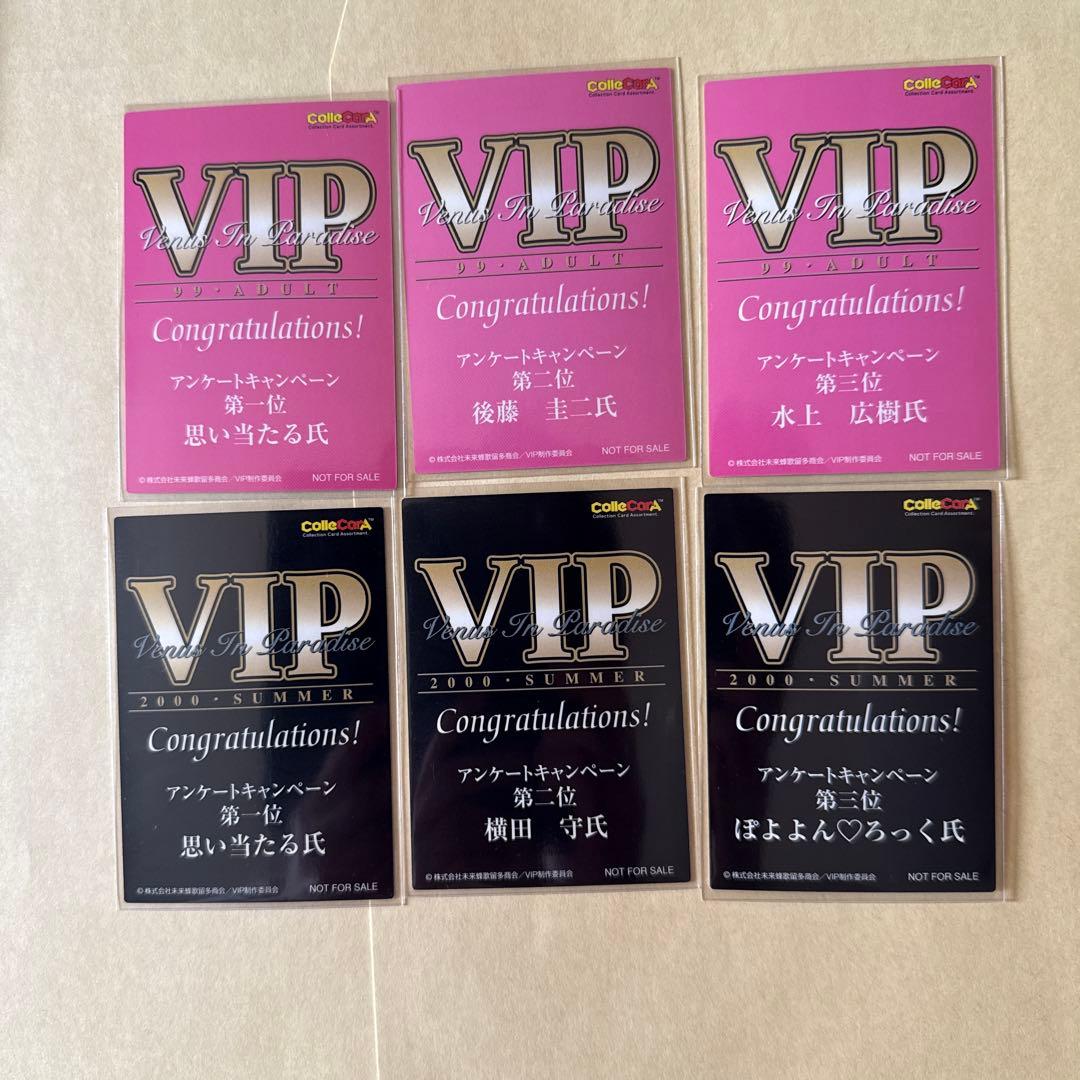 ColleCarA™
Collection Card Assortment.
VIP
Venus In Paradise
99・ADULT
Congratulations!
アンケートキャンペーン
第一位
思い当たる氏
© 株式会社未来蜂歌留多商会／VIP制作委員会 NOT FOR SALE
ColleCarA™
Collection Card Assortment.
VIP
Venus In Paradise
99・ADULT
Congratulations!
アンケートキャンペーン
第二位
後藤 圭二氏
© 株式会社未来蜂歌留多商会／VIP制作委員会 NOT FOR SALE
ColleCarA™
Collection Card Assortment.
VIP
Venus In Paradise
99・ADULT
Congratulations!
アンケートキャンペーン
第三位
水上 広樹氏
© 株式会社未来蜂歌留多商会／VIP制作委員会 NOT FOR SALE
ColleCarA™
Collection Card Assortment.
VIP
Venus In Paradise
2000・SUMMER
Congratulations!
アンケートキャンペーン
第一位
思い当たる氏
© 株式会社未来蜂歌留多商会／VIP制作委員会 NOT FOR SALE
ColleCarA™
Collection Card Assortment.
VIP
Venus In Paradise
2000・SUMMER
Congratulations!
アンケートキャンペーン
第二位
横田 守氏
© 株式会社未来蜂歌留多商会／VIP制作委員会 NOT FOR SALE
ColleCarA™
Collection Card Assortment.
VIP
Venus In Paradise
2000・SUMMER
Congratulations!
アンケートキャンペーン
第三位
ぽよよん♡ろっく氏
© 株式会社未来蜂歌留多商会／VIP制作委員会 NOT FOR SALE